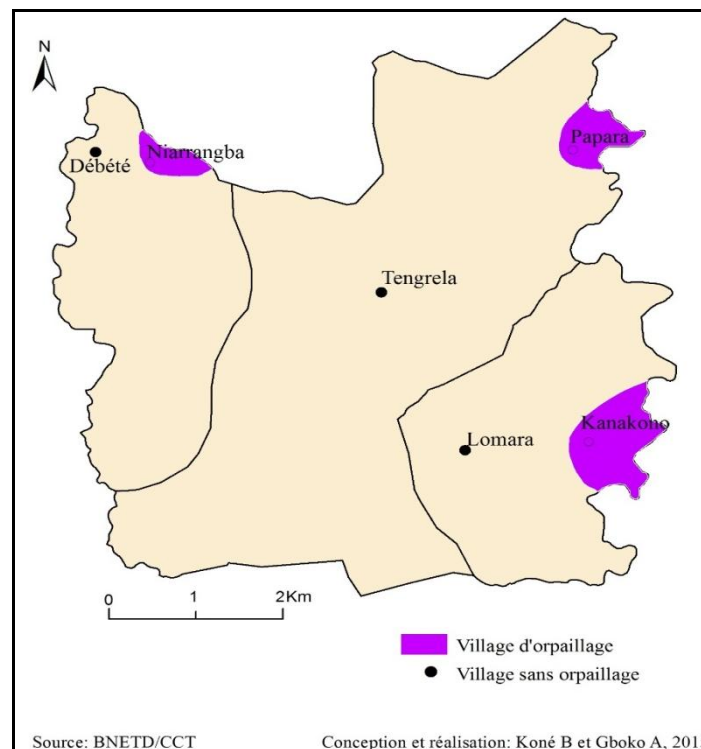 N
Niarrangba
Débété
Papara
Tengrela
Kanakono
Lomara
0 1 2Km
Village d'orpaillage
Village sans orpaillage
Source: BNETD/CCT
Conception et réalisation: Koné B et Gboko A, 201